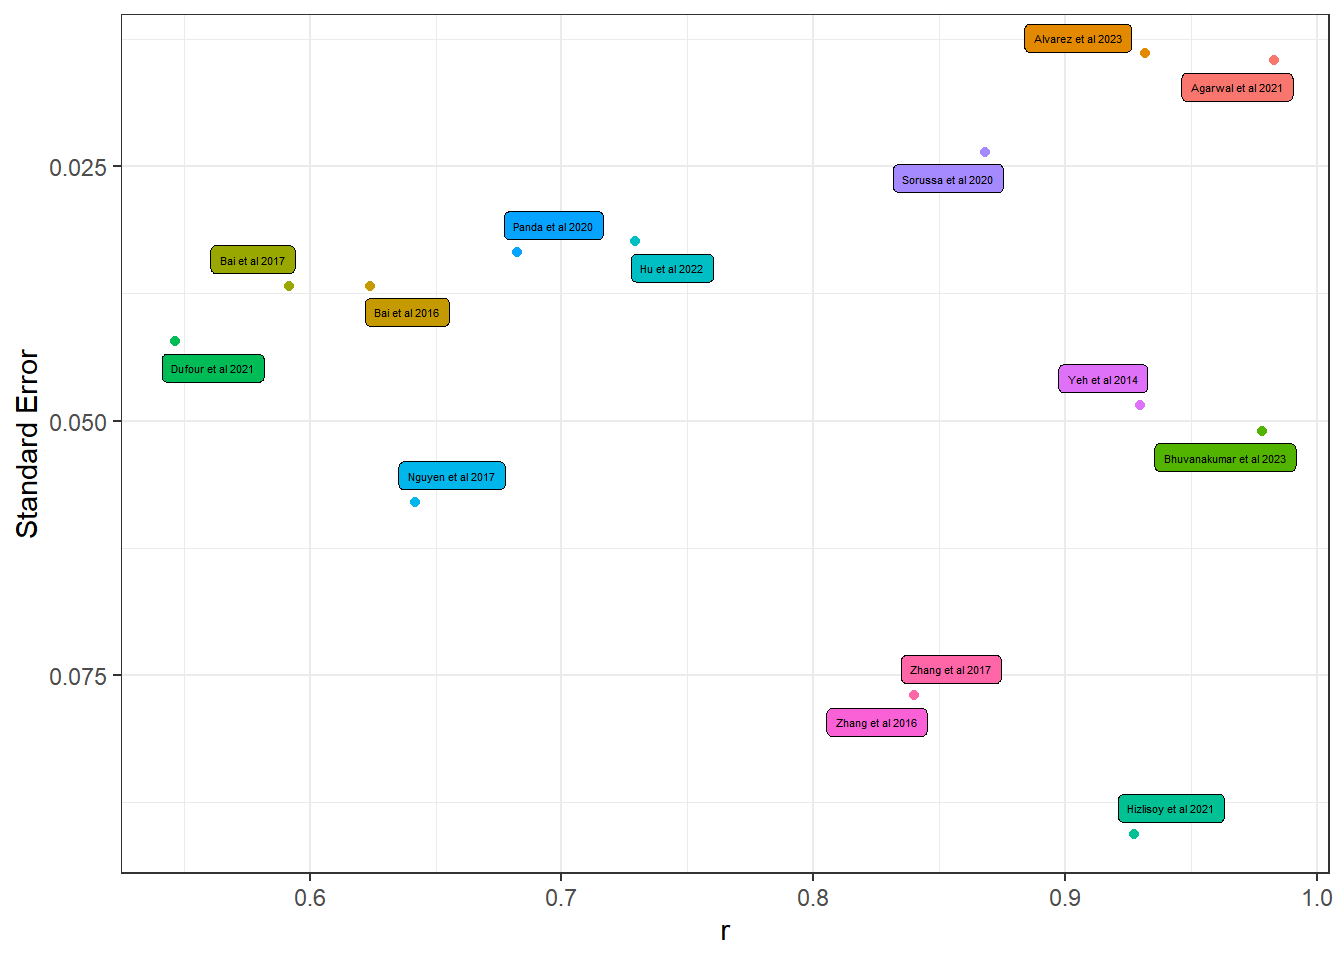 Alvarez et al 2023
Agarwal et al 2021
0.025
Sorussa et al 2020
Panda et al 2020
Bai et al 2017
Hu et al 2022
Bai et al 2016
Dufour et al 2021
Yeh et al 2014
Standard Error
0.050
Bhuvanakumar et al 2023
Nguyen et al 2017
0.075
Zhang et al 2017
Zhang et al 2016
Hizlisoy et al 2021
0.6 0.7 0.8 0.9 1.0
r